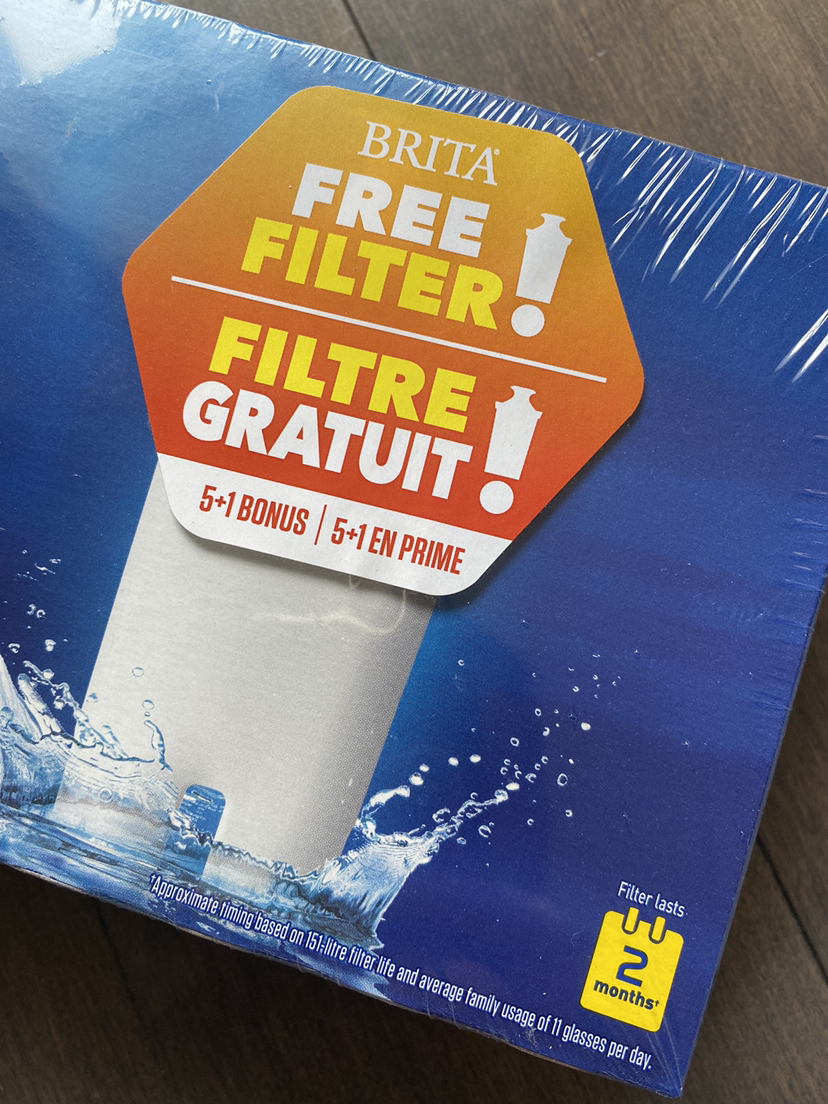 BRITA®
FREE
FILTER!
FILTRE
GRATUIT!
5+1 BONUS | 5+1 EN PRIME
Filter lasts
2
months†
†Approximate timing based on 151-litre filter life and average family usage of 11 glasses per day.